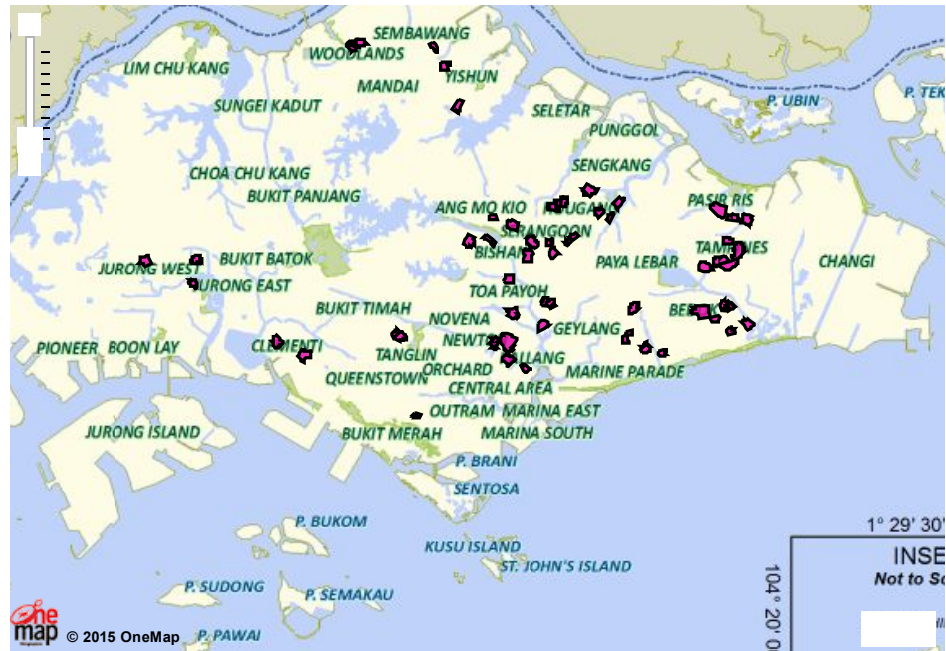 SEMBAWANG
WOODLANDS
LIM CHU KANG
YISHUN
MANDAI
P. UBIN
P. TEK
SUNGEI KADUT
SELETAR
PUNGGOL
SENGKANG
CHOA CHU KANG
BUKIT PANJANG
PASIR RIS
ANG MO KIO
HOUGANG
SERANGOON
TAMPINES
BISHAN
BUKIT BATOK
PAYA LEBAR
CHANGI
JURONG WEST
JURONG EAST
TOA PAYOH
BUKIT TIMAH
NOVENA
GEYLANG
NEWTON
CLEMENTI
PIONEER
BOON LAY
TANGLIN
KALLANG
ORCHARD
MARINE PARADE
QUEENSTOWN
CENTRAL AREA
OUTRAM
MARINA EAST
JURONG ISLAND
BUKIT MERAH
MARINA SOUTH
P. BRANI
SENTOSA
P. BUKOM
1° 29' 30'
KUSU ISLAND
INSE
ST. JOHN'S ISLAND
Not to Sc
104° 20' 0
P. SUDONG
P. SEMAKAU
One
map
© 2015 OneMap
P. PAWAI